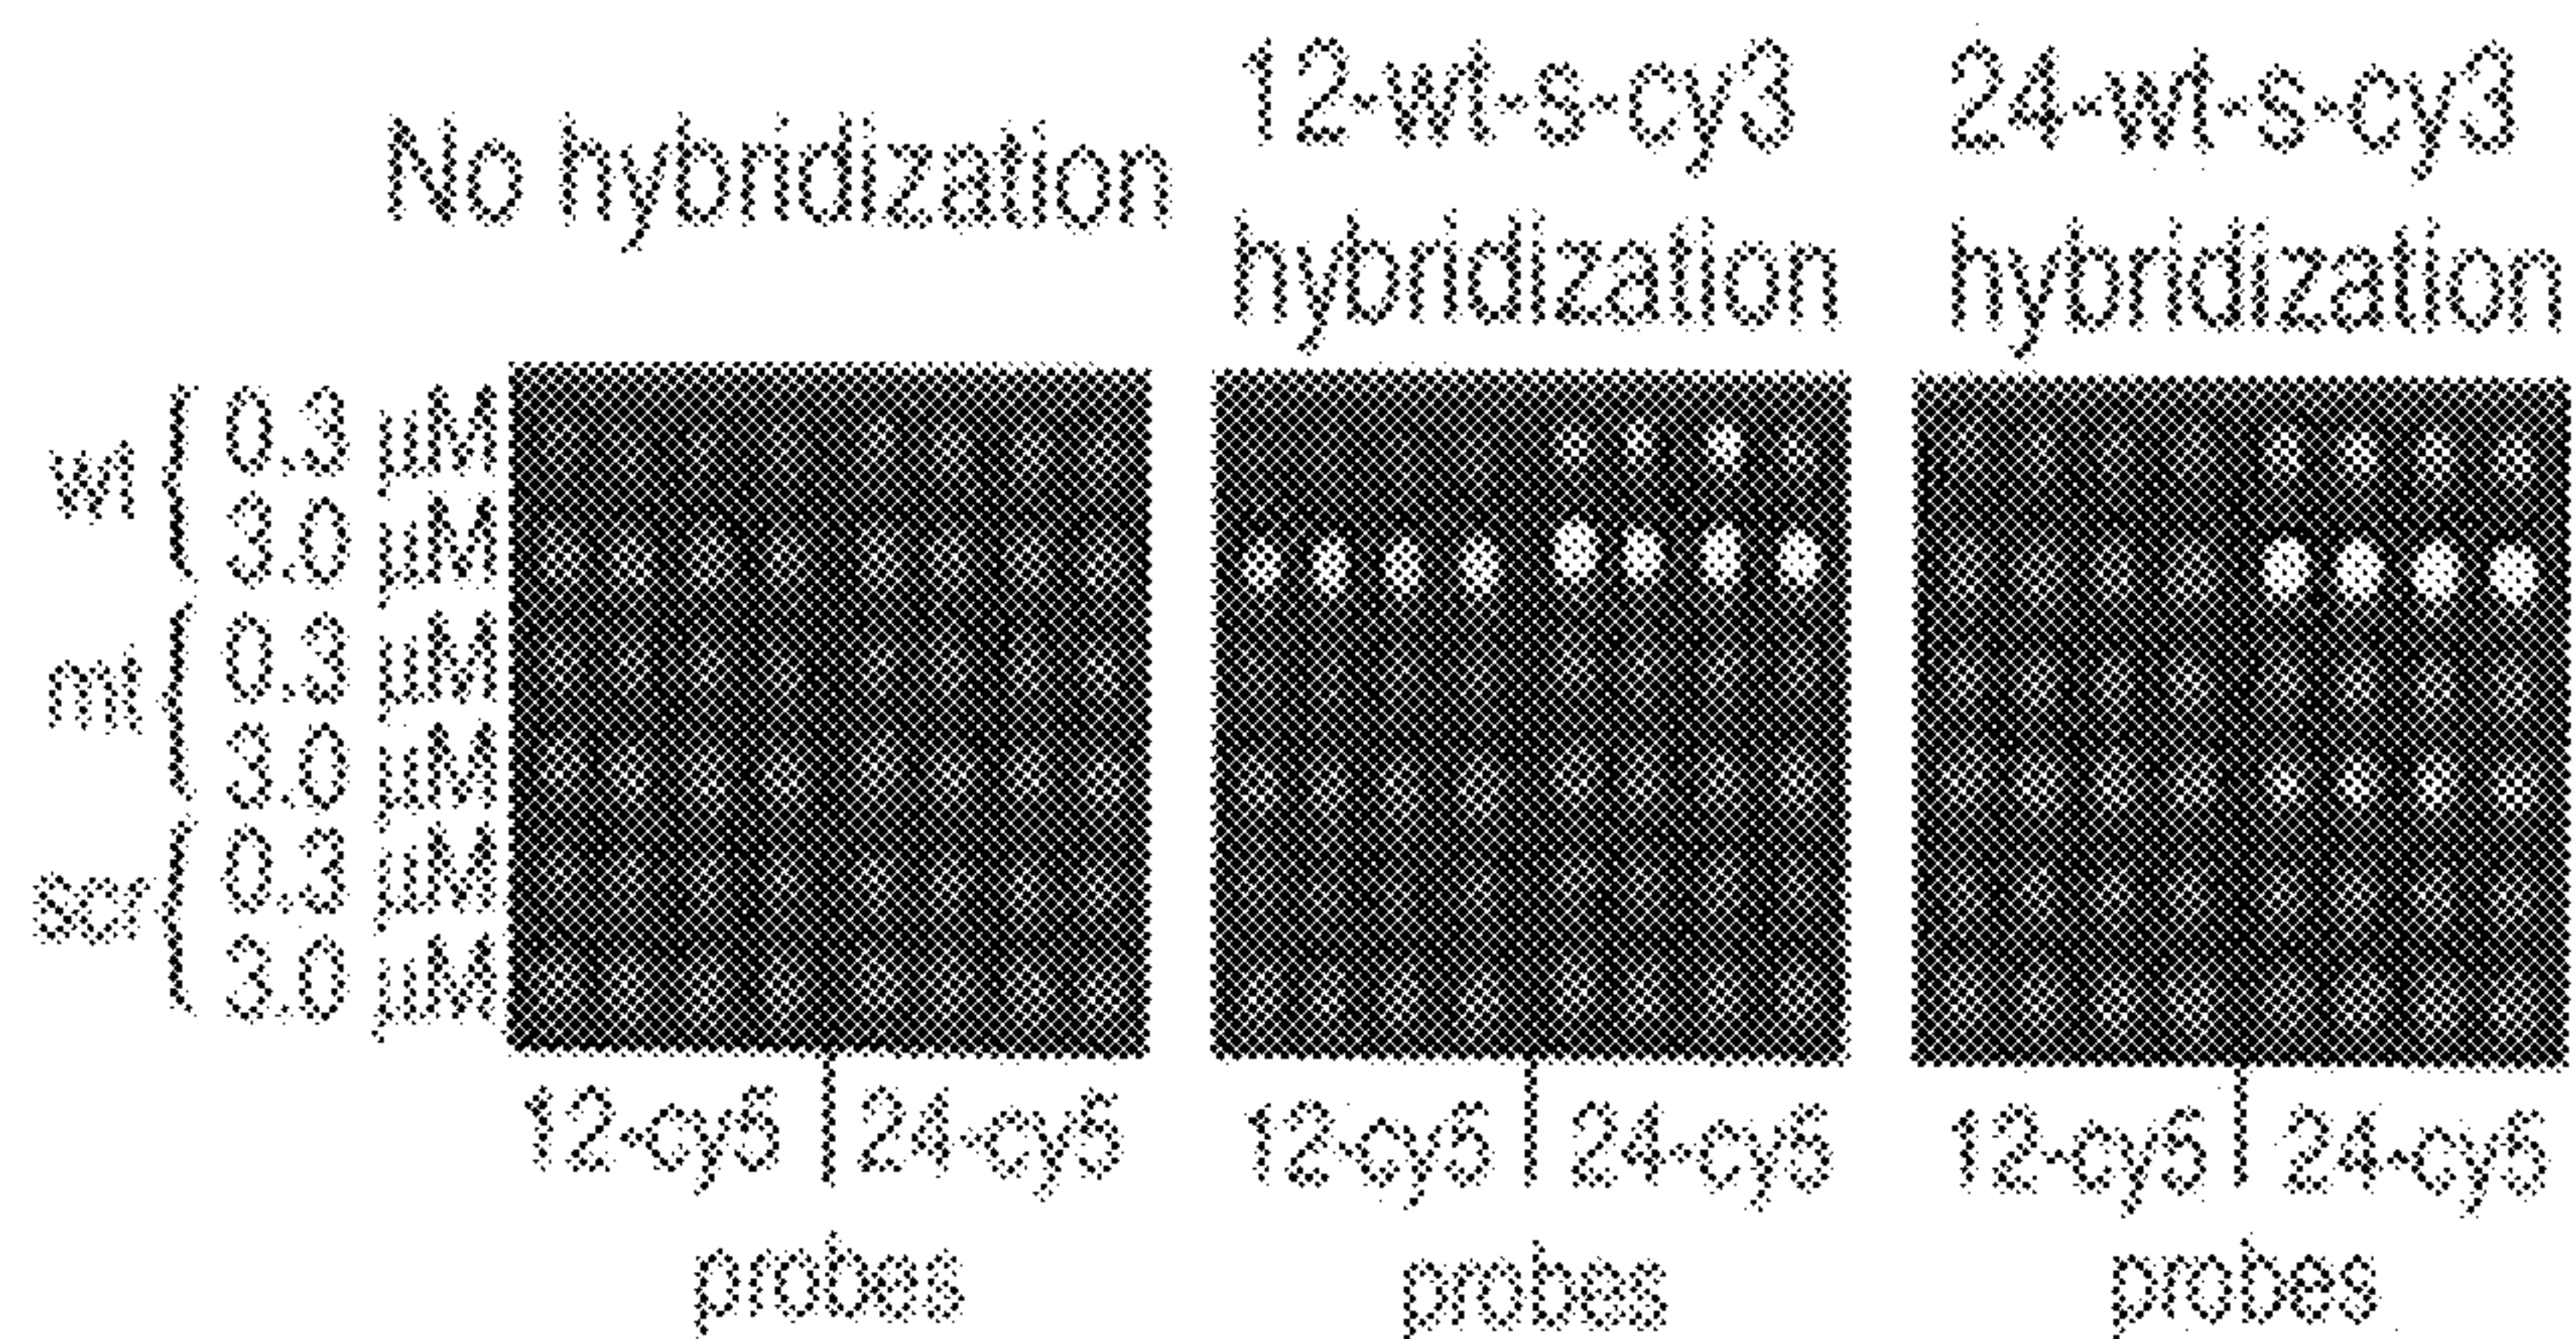 No hybridization
12-wt-s-cy3
hybridization
24-wt-s-cy3
hybridization
wt
0.3 µM
3.0 µM
mt
0.3 µM
3.0 µM
scr
0.3 µM
3.0 µM
12-cy5 24-cy5
probes
12-cy5 24-cy5
probes
12-cy5 24-cy5
probes